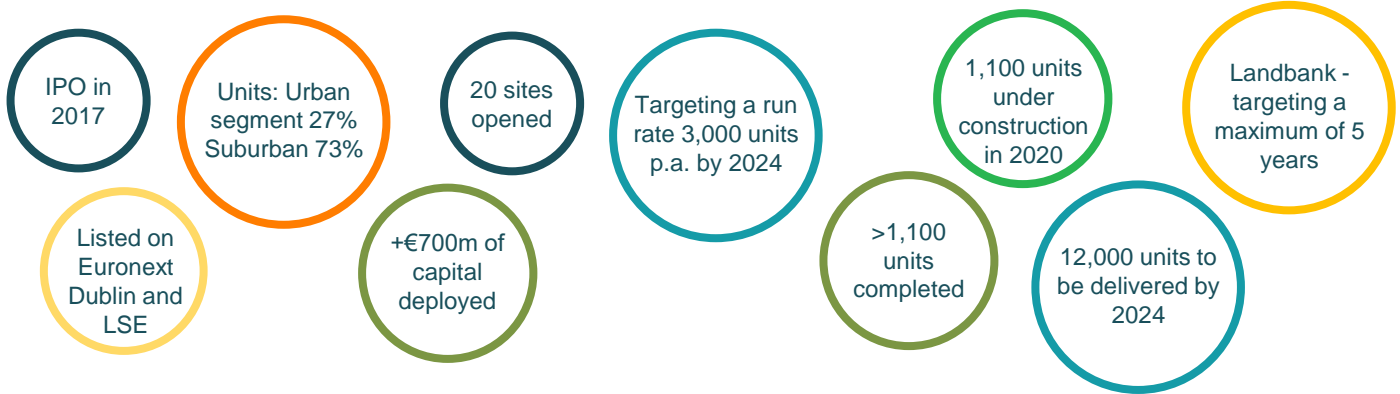 IPO in
2017
Units: Urban
segment 27%
Suburban 73%
20 sites
opened
Targeting a run
rate 3,000 units
p.a. by 2024
1,100 units
under
construction
in 2020
Landbank -
targeting a
maximum of 5
years
Listed on
Euronext
Dublin and
LSE
+€700m of
capital
deployed
>1,100
units
completed
12,000 units to
be delivered by
2024